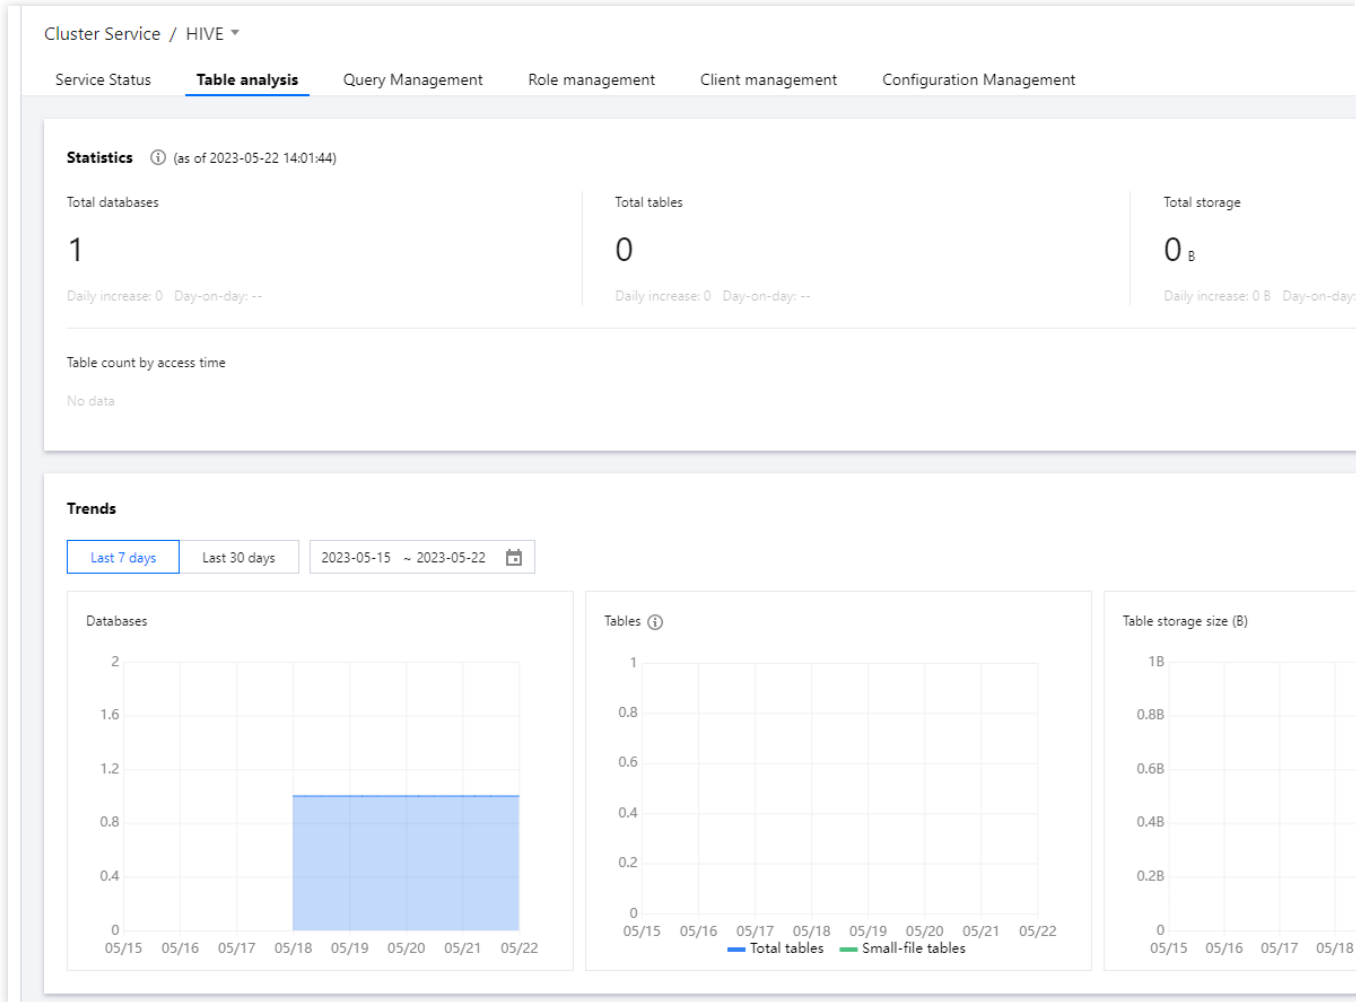 Cluster Service / HIVE
Service Status Table analysis Query Management Role management Client management Configuration Management
Statistics (as of 2023-05-22 14:01:44)
Total databases Total tables Total storage
1 0 0 B
Daily increase: 0 Day-on-day: -- Daily increase: 0 Day-on-day: -- Daily increase: 0 B Day-on-day:
Table count by access time
No data
Trends
Last 7 days Last 30 days 2023-05-15 ~ 2023-05-22
Databases
2
1.6
1.2
0.8
0.4
0
05/15 05/16 05/17 05/18 05/19 05/20 05/21 05/22
Tables
1
0.8
0.6
0.4
0.2
0
05/15 05/16 05/17 05/18 05/19 05/20 05/21 05/22
Total tables Small-file tables
Table storage size (B)
1B
0.8B
0.6B
0.4B
0.2B
0
05/15 05/16 05/17 05/18